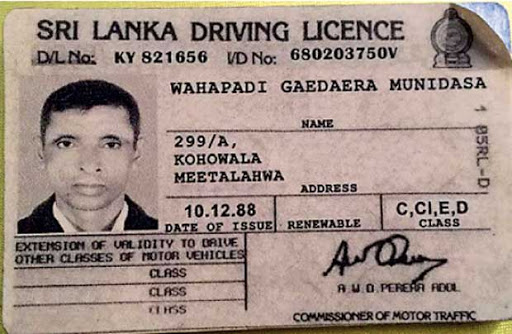 SRI LANKA DRIVING LICENCE
D/L No: KY 821656 I/D No: 680203750V
WAHAPADI GAEDAERA MUNIDASA
NAME
299/A,
KOHOWALA
MEETALAHWA
ADDRESS
10.12.88 C,CI,E,D
DATE OF ISSUE RENEWABLE CLASS
EXTENSION OF VALIDITY TO DRIVE
OTHER CLASSES OF MOTOR VEHICLES
CLASS
CLASS
CLASS
A.W.D. PERERA ADDL
COMMISSIONER OF MOTOR TRAFFIC